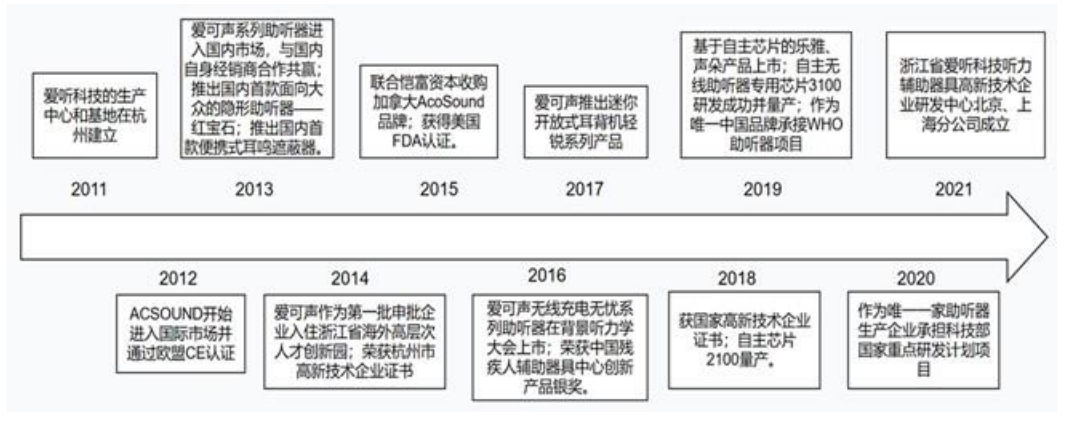 爱听科技的生产
中心和基地在杭
州建立
2011
爱可声系列助听器进
入国内市场，与国内
自身经销商合作共赢；
推出国内首款面向大
众的隐形助听器——
红宝石；推出国内首
款便携式耳鸣遮蔽器。
2013
联合恺富资本收购
加拿大AcoSound
品牌；获得美国
FDA认证。
2015
爱可声推出迷你
开放式耳背机轻
锐系列产品
2017
基于自主芯片的乐雅、
声朵产品上市；自主无
线助听器专用芯片3100
研发成功并量产；作为
唯一中国品牌承接WHO
助听器项目
2019
浙江省爱听科技听力
辅助器具高新技术企
业研发中心北京、上
海分公司成立
2021
2012
ACSOUND开始
进入国际市场并
通过欧盟CE认证
2014
爱可声作为第一批申批企
业入住浙江省海外高层次
人才创新园；荣获杭州市
高新技术企业证书
2016
爱可声无线充电无忧系
列助听器在背景听力学
大会上市；荣获中国残
疾人辅助器具中心创新
产品银奖。
2018
获国家高新技术企业
证书；自主芯片
2100量产。
2020
作为唯一一家助听器
生产企业承担科技部
国家重点研发计划项
目